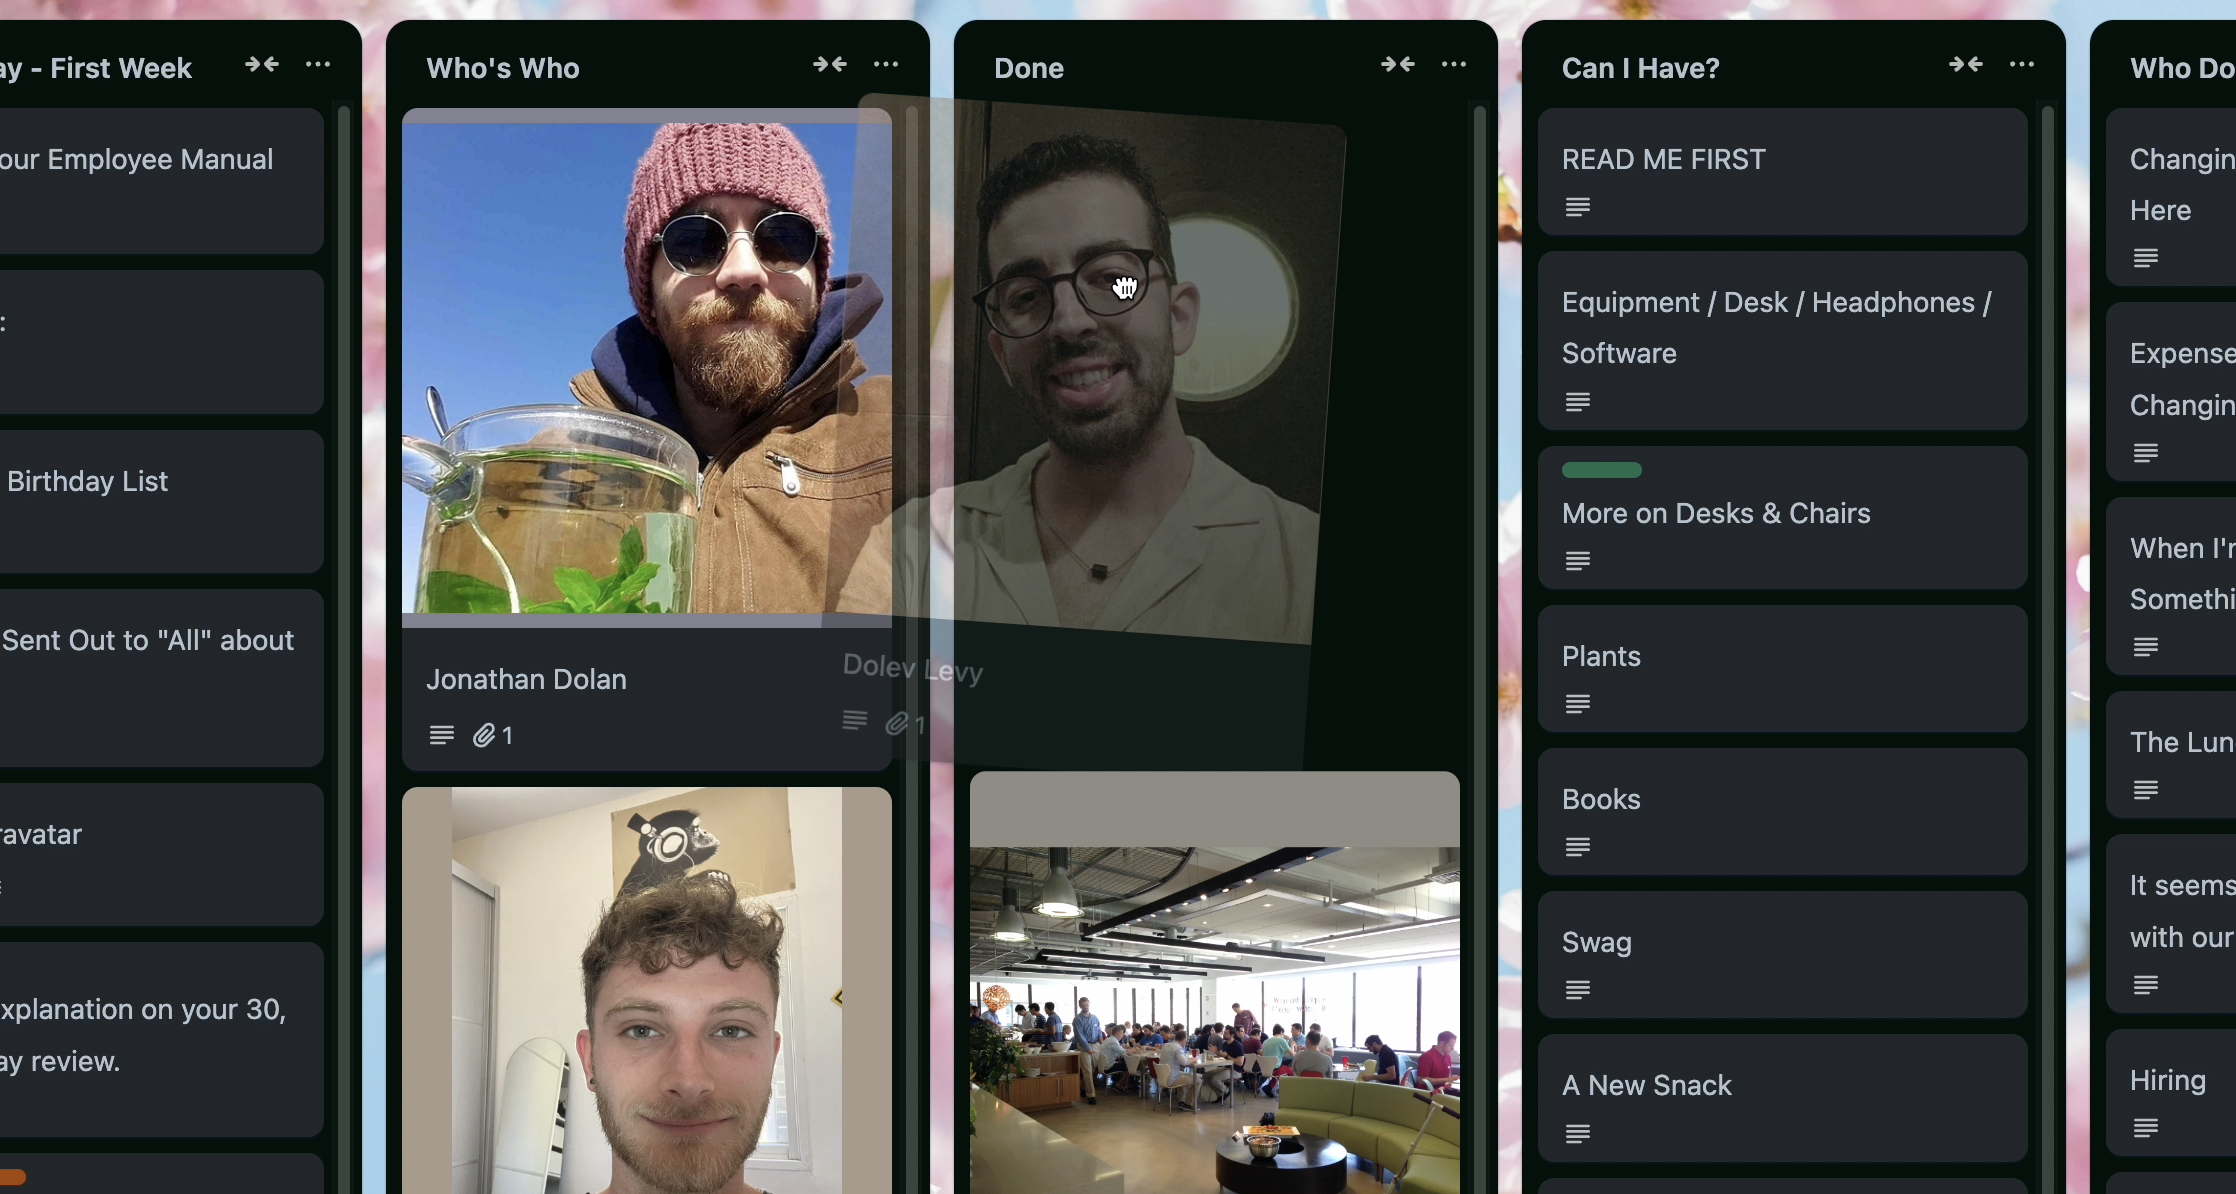 ay - First Week
our Employee Manual
:
Birthday List
Sent Out to "All" about
ravatar
xplanation on your 30,
ay review.
Who's Who
Jonathan Dolan
1
Done
Dolev Levy
1
Can I Have?
READ ME FIRST
Equipment / Desk / Headphones /
Software
More on Desks & Chairs
Plants
Books
Swag
A New Snack
Who Do
Changin
Here
Expense
Changin
When I'm
Somethi
The Lun
It seems
with our
Hiring